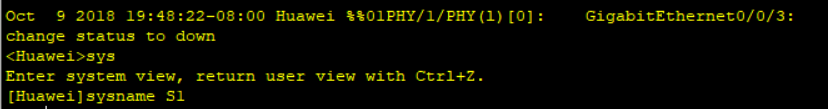 Oct  9 2018 19:48:22-08:00 Huawei %%01PHY/1/PHY(l)[0]:    GigabitEthernet0/0/3:
change status to down
<Huawei>sys
Enter system view, return user view with Ctrl+Z.
[Huawei]sysname S1